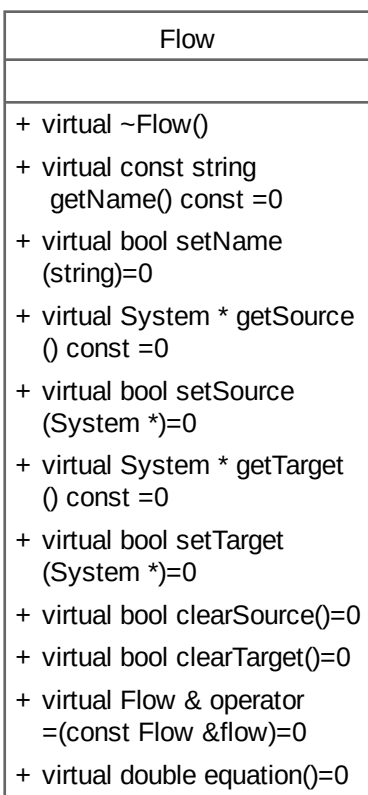 Flow
+ virtual ~Flow()
+ virtual const string
getName() const =0
+ virtual bool setName
(string)=0
+ virtual System * getSource
() const =0
+ virtual bool setSource
(System *)=0
+ virtual System * getTarget
() const =0
+ virtual bool setTarget
(System *)=0
+ virtual bool clearSource()=0
+ virtual bool clearTarget()=0
+ virtual Flow & operator
=(const Flow &flow)=0
+ virtual double equation()=0